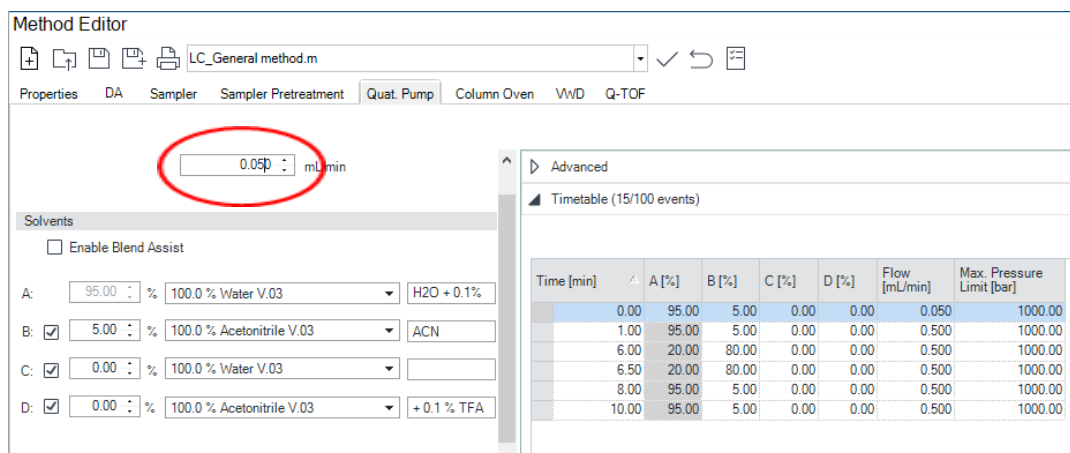 Method Editor
LC_General method.m
Properties DA Sampler Sampler Pretreatment Quat. Pump Column Oven VWD Q-TOF
0.050 mL/min
Advanced
Timetable (15/100 events)
Solvents
Enable Blend Assist
A: 95.00 % 100.0 % Water V.03 H2O + 0.1%
B: 5.00 % 100.0 % Acetonitrile V.03 ACN
C: 0.00 % 100.0 % Water V.03
D: 0.00 % 100.0 % Acetonitrile V.03 + 0.1 % TFA
Time [min] A [%] B [%] C [%] D [%] Flow [mL/min] Max. Pressure Limit [bar]
0.00 95.00 5.00 0.00 0.00 0.050 1000.00
1.00 95.00 5.00 0.00 0.00 0.500 1000.00
6.00 20.00 80.00 0.00 0.00 0.500 1000.00
6.50 20.00 80.00 0.00 0.00 0.500 1000.00
8.00 95.00 5.00 0.00 0.00 0.500 1000.00
10.00 95.00 5.00 0.00 0.00 0.500 1000.00